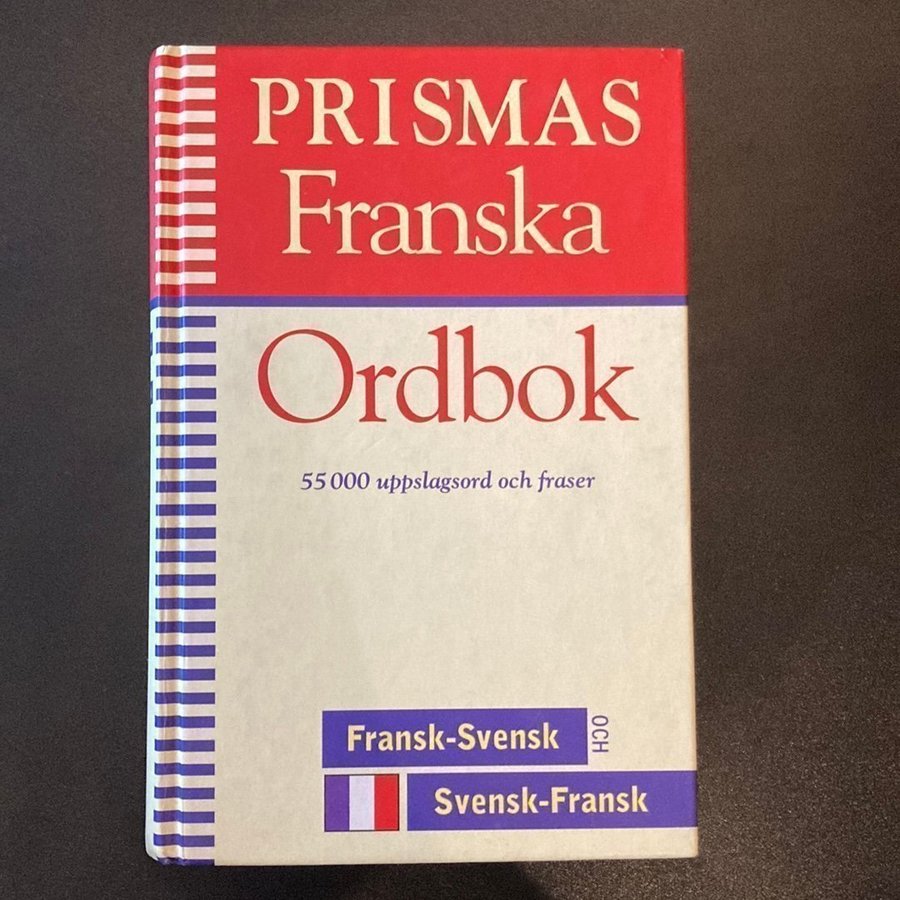 PRISMAS
Franska
Ordbok
55 000 uppslagsord och fraser
Fransk-Svensk
OCH
Svensk-Fransk